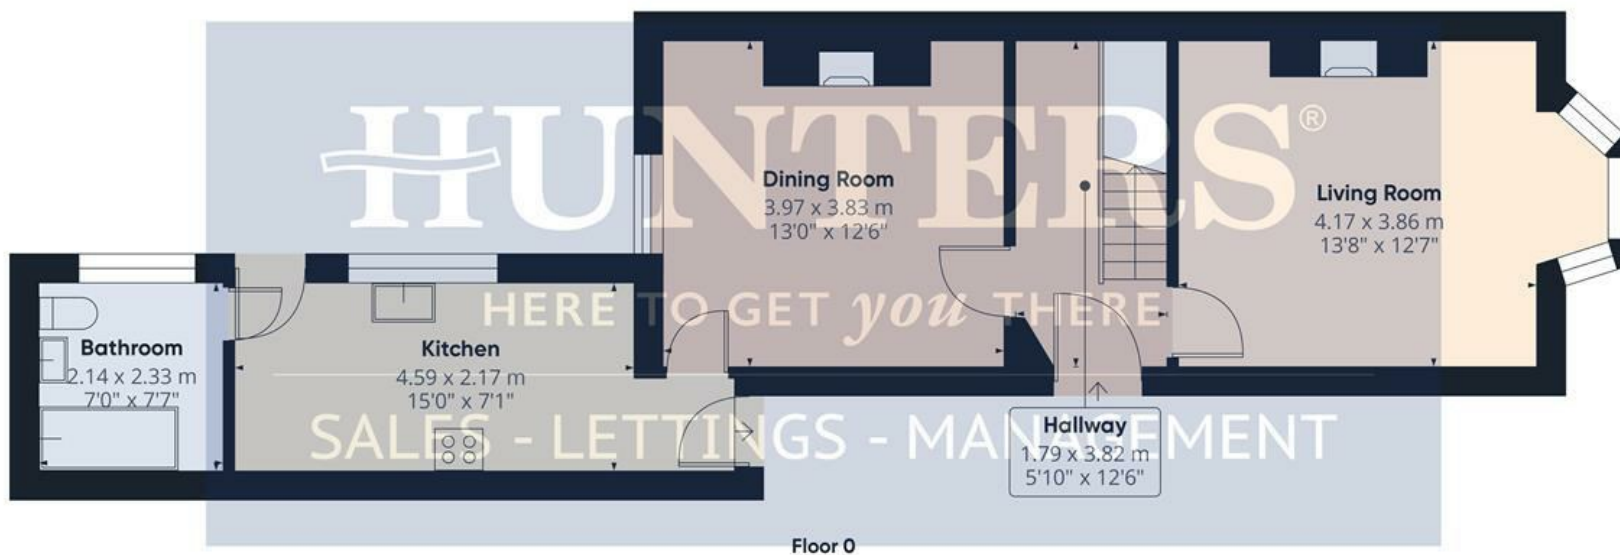 HUNTERS®
HERE TO GET you THERE
SALES - LETTINGS - MANAGEMENT
Bathroom
2.14 x 2.33 m
7'0" x 7'7"
Kitchen
4.59 x 2.17 m
15'0" x 7'1"
Dining Room
3.97 x 3.83 m
13'0" x 12'6"
Hallway
1.79 x 3.82 m
5'10" x 12'6"
Living Room
4.17 x 3.86 m
13'8" x 12'7"
Floor 0